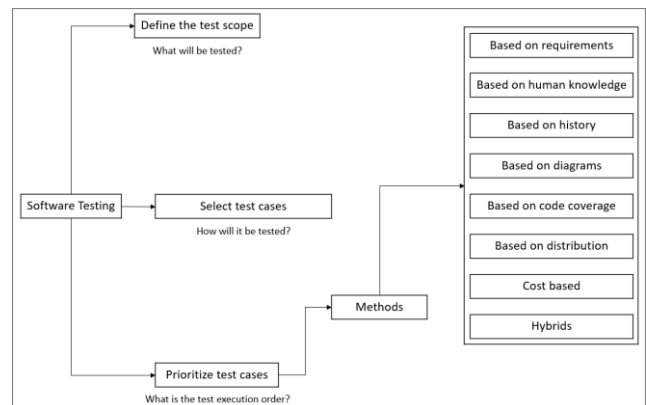 Define the test scope
What will be tested?
Software Testing
Select test cases
How will it be tested?
Prioritize test cases
What is the test execution order?
Methods
Based on requirements
Based on human knowledge
Based on history
Based on diagrams
Based on code coverage
Based on distribution
Cost based
Hybrids